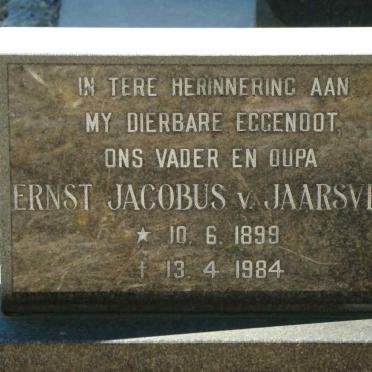 IN TERE HERINNERING AAN
MY DIERBARE EGGENOOT,
ONS VADER EN OUPA
ERNST JACOBUS v. JAARSVE
★ 10. 6. 1899
† 13. 4. 1984